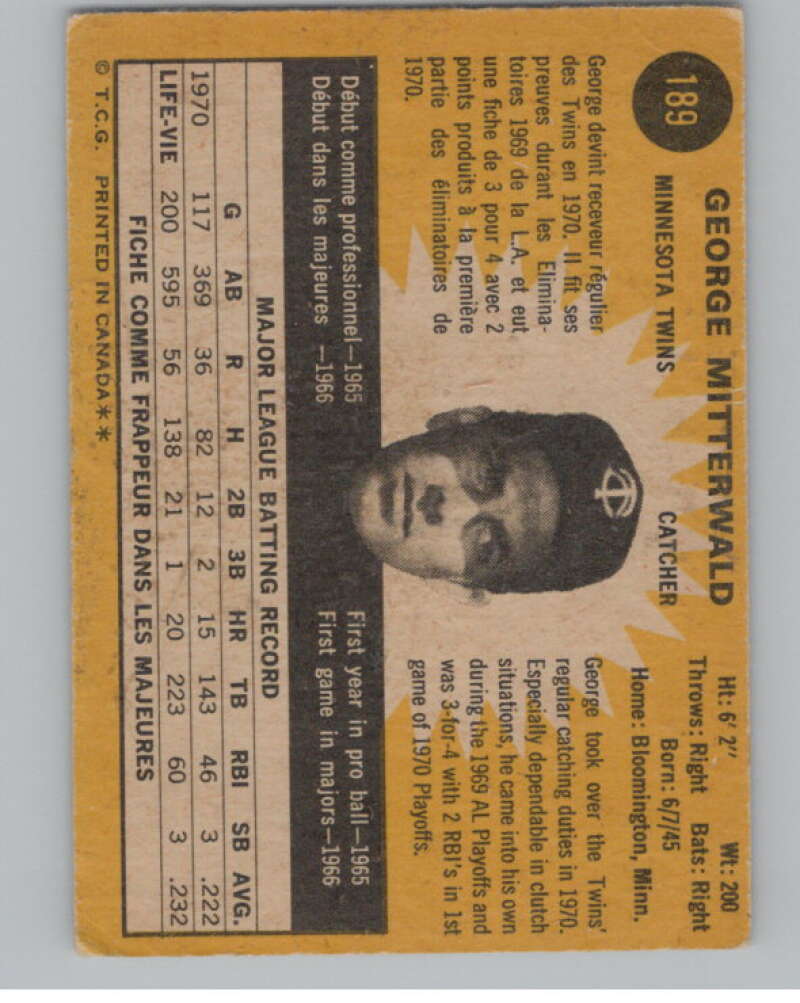 189
GEORGE MITTERWALD
MINNESOTA TWINS
CATCHER
Ht: 6' 2" Wt: 200
Throws: Right Bats: Right
Born: 6/7/45
Home: Bloomington, Minn.
George devint receveur régulier
des Twins en 1970. Il fit ses
preuves durant les Elimina-
toires 1969 de la L.A. et eut
une fiche de 3 pour 4 avec 2
points produits à la première
partie des éliminatoires de
1970.
George took over the Twins'
regular catching duties in 1970.
Especially dependable in clutch
situations, he came into his own
during the 1969 AL Playoffs and
was 3-for-4 with 2 RBI's in 1st
game of 1970 Playoffs.
Début comme professionnel—1965
Début dans les majeures —1966
First year in pro ball—1965
First game in majors—1966
MAJOR LEAGUE BATTING RECORD
G AB R H 2B 3B HR TB RBI SB AVG.
1970 117 369 36 82 12 2 15 143 46 3 .222
LIFE-VIE 200 595 56 138 21 1 20 223 60 3 .232
FICHE COMME FRAPPEUR DANS LES MAJEURES
© T.C.G. PRINTED IN CANADA**